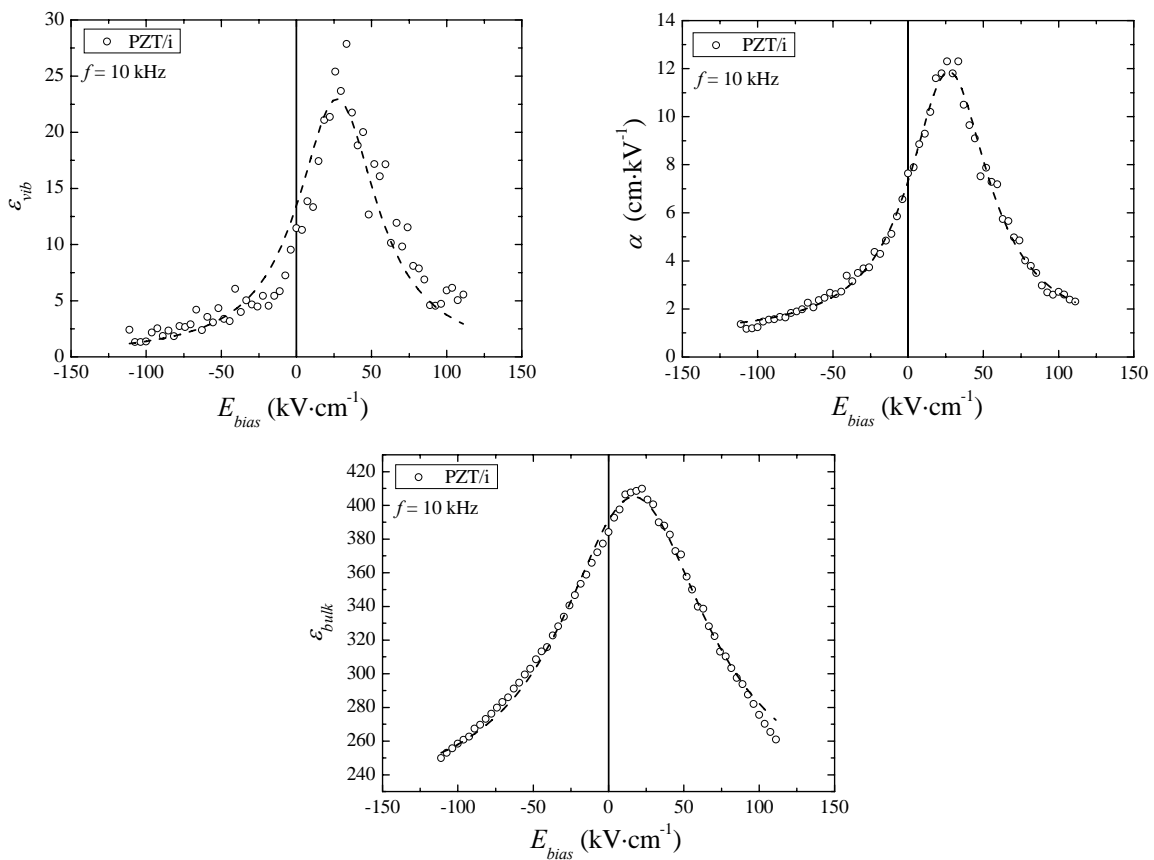 30
25
20
15
10
5
0
ε_vib
PZT/i
f = 10 kHz
-150 -100 -50 0 50 100 150
E_bias (kV·cm⁻¹)
14
12
10
8
6
4
2
0
α (cm·kV⁻¹)
PZT/i
f = 10 kHz
-150 -100 -50 0 50 100 150
E_bias (kV·cm⁻¹)
420
400
380
360
340
320
300
280
260
240
ε_bulk
PZT/i
f = 10 kHz
-150 -100 -50 0 50 100 150
E_bias (kV·cm⁻¹)